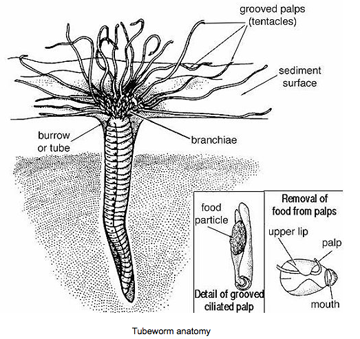 grooved palps
(tentacles)
sediment
surface
burrow
or tube
branchiae
food
particle
Detail of grooved
ciliated palp
Removal of
food from palps
upper lip
palp
mouth
Tubeworm anatomy